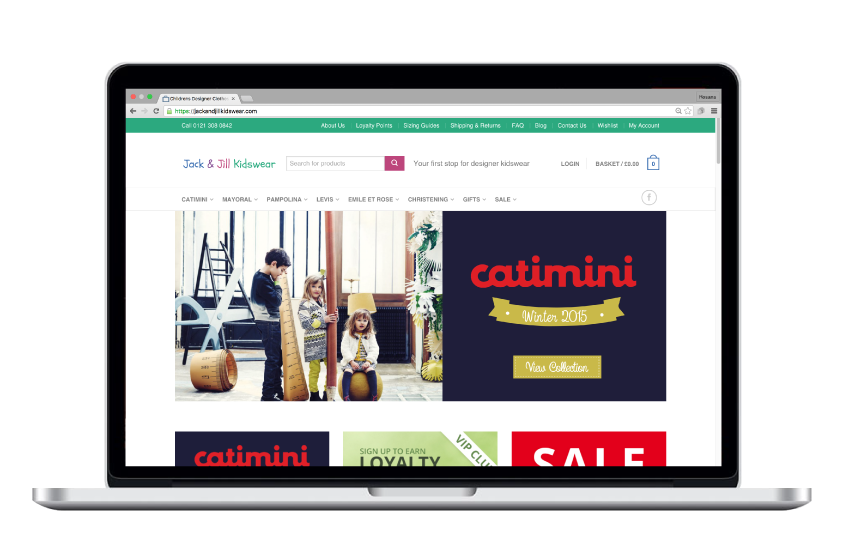 Childrens Designer Clothe
Hasans
https://jackandjillkidswear.com
Call 0121 303 0842
About Us
Loyalty Points
Sizing Guides
Shipping & Returns
FAQ
Blog
Contact Us
Wishlist
My Account
Jack & Jill Kidswear
Search for products
Your first stop for designer kidswear
LOGIN
BASKET / £0.00
0
CATIMINI
MAYORAL
PAMPOLINA
LEVIS
EMILE ET ROSE
CHRISTENING
GIFTS
SALE
f
catimini
Winter 2015
View Collection
catimini
SIGN UP TO EARN
LOYALTY
VIP CLU
SALE